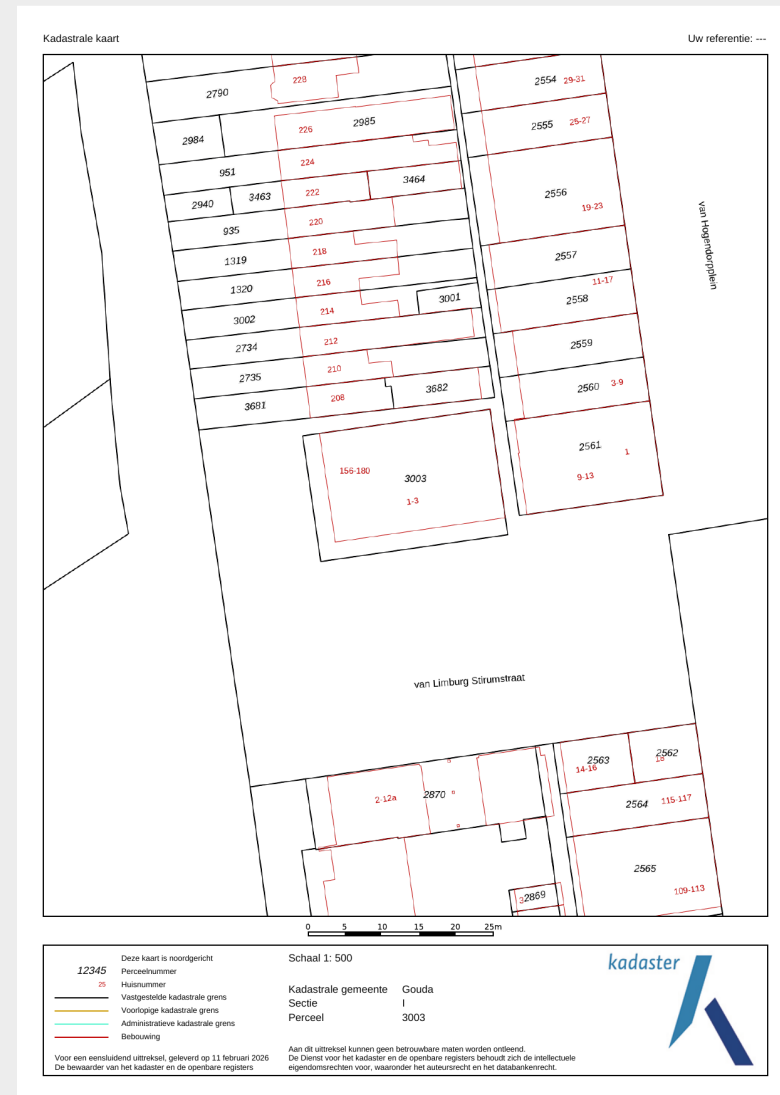 Kadastrale kaart
Uw referentie: ---
228
2790
2554 29-31
2985
226
2555 25-27
2984
224
951
3464
222
2940 3463
2556
19-23
220
935
van Hogendorpplein
218
1319
2557
216
1320
11-17
3001
2558
214
3002
212
2734
2559
210
2735
3682
2560 3-9
208
3681
2561
1
156-180
3003
9-13
1-3
van Limburg Stirumstraat
2563
2562
18
14-16
2-12a
2870
2564 115-117
2565
109-113
3 2869
0 5 10 15 20 25m
Deze kaart is noordgericht
12345 Perceelnummer
25 Huisnummer
Vastgestelde kadastrale grens
Voorlopige kadastrale grens
Administratieve kadastrale grens
Bebouwing
Voor een eensluidend uittreksel, geleverd op 11 februari 2026
De bewaarder van het kadaster en de openbare registers
Schaal 1: 500
Kadastrale gemeente Gouda
Sectie I
Perceel 3003
Aan dit uittreksel kunnen geen betrouwbare maten worden ontleend.
De Dienst voor het kadaster en de openbare registers behoudt zich de intellectuele
eigendomsrechten voor, waaronder het auteursrecht en het databankenrecht.
kadaster